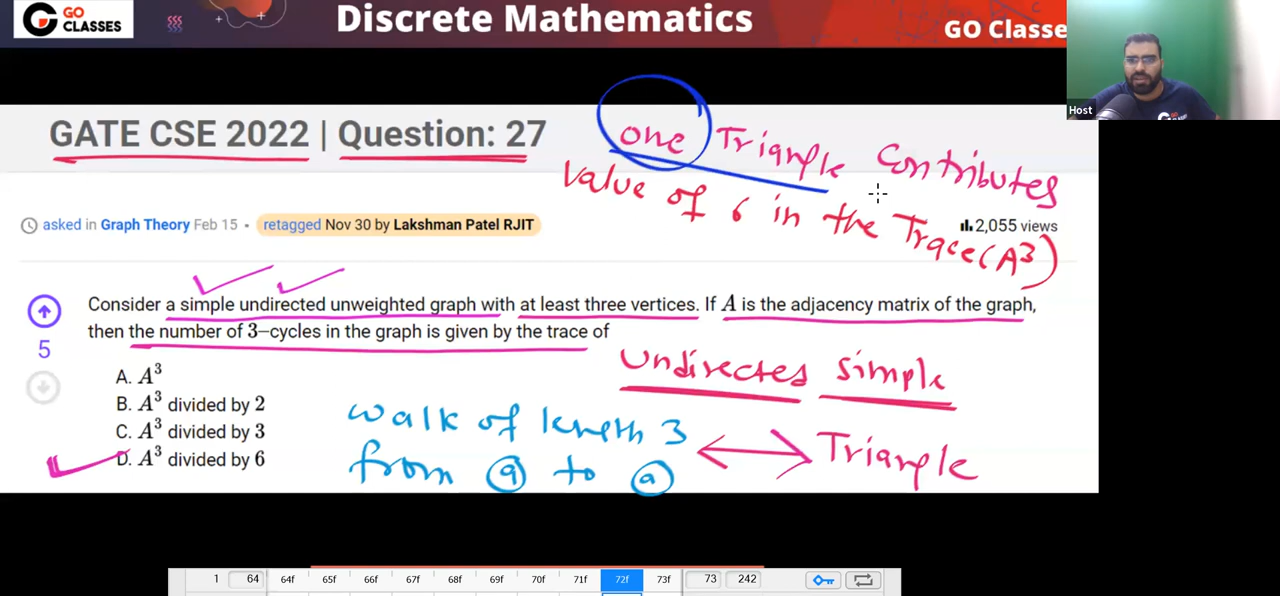 GO
CLASSES
Discrete Mathematics
GO Classe
Host
GATE CSE 2022 | Question: 27
one Triangle Contributes
value of 6 in the Trace(A³)
asked in Graph Theory Feb 15 • retagged Nov 30 by Lakshman Patel RJIT
2,055 views
Consider a simple undirected unweighted graph with at least three vertices. If A is the adjacency matrix of the graph,
5
then the number of 3−cycles in the graph is given by the trace of
A. A³
B. A³ divided by 2
C. A³ divided by 3
D. A³ divided by 6
Undirectes simple
walk of length 3
from a to a
Triangle
1 64 64f 65f 66f 67f 68f 69f 70f 71f 72f 73f 73 242